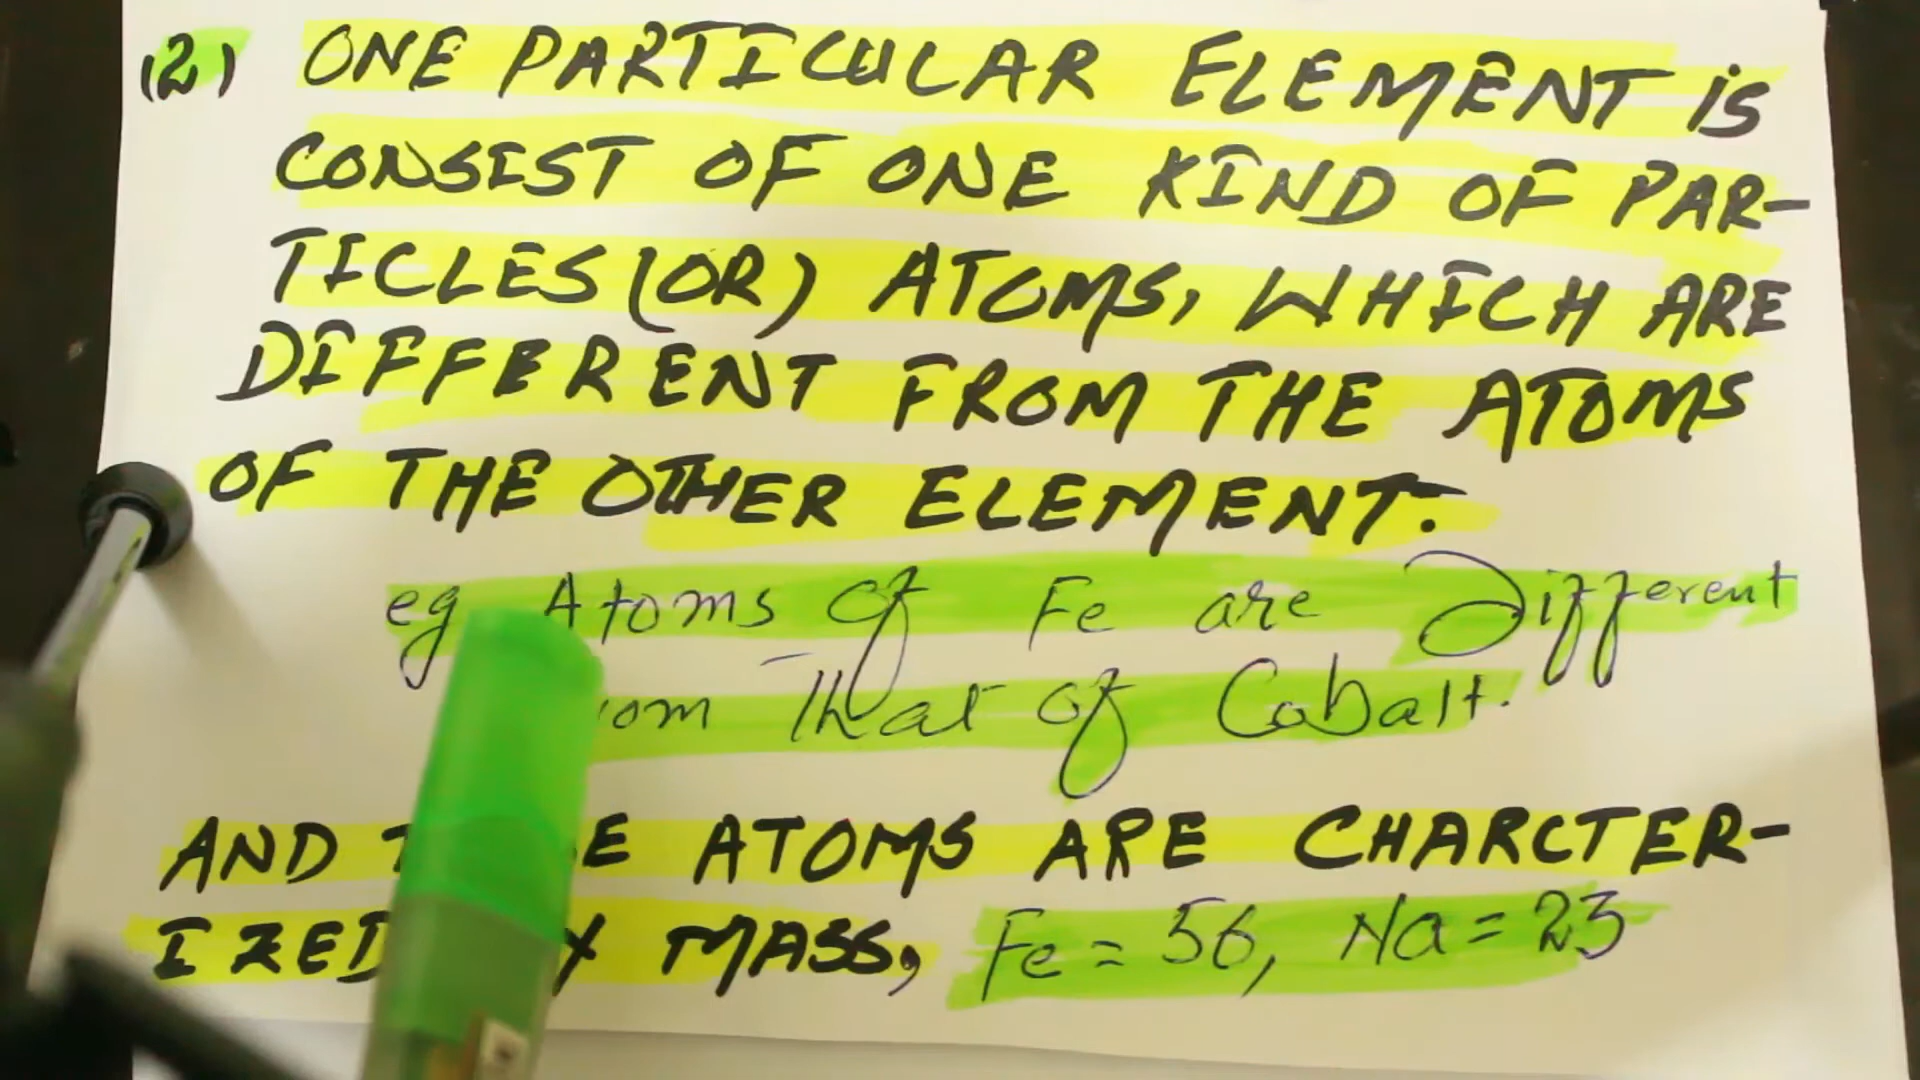 (2) ONE PARTICULAR ELEMENT is
CONSIST OF ONE KIND OF PAR-
TICLES (OR) ATOMS, WHICH ARE
DIFFERENT FROM THE ATOMS
OF THE OTHER ELEMENT.
eg Atoms of Fe are Different
om That of Cobalt.
AND ATOMS ARE CHARCTER-
IZED MASS, Fe = 56, Na = 23